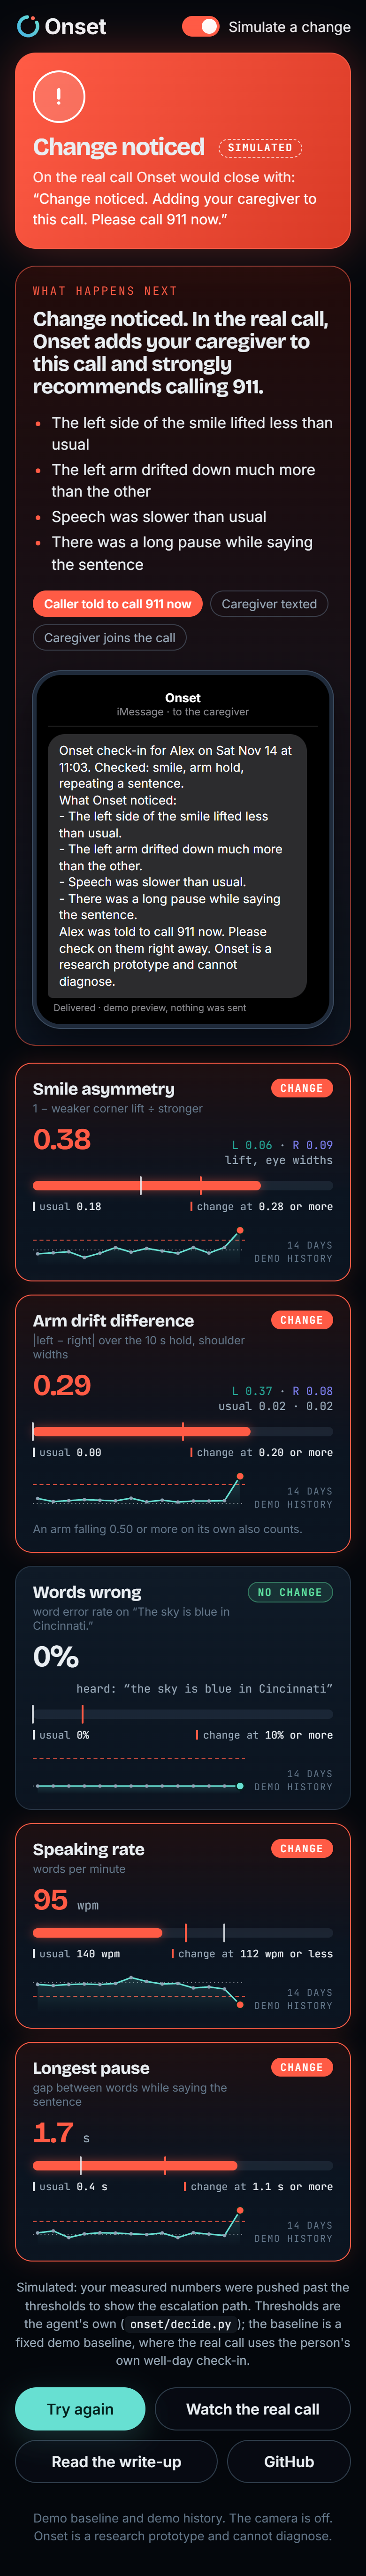 Onset
Simulate a change
!
Change noticed
SIMULATED
On the real call Onset would close with:
“Change noticed. Adding your caregiver to
this call. Please call 911 now.”
WHAT HAPPENS NEXT
Change noticed. In the real call,
Onset adds your caregiver to
this call and strongly
recommends calling 911.
• The left side of the smile lifted less than
usual
• The left arm drifted down much more
than the other
• Speech was slower than usual
• There was a long pause while saying
the sentence
Caller told to call 911 now
Caregiver texted
Caregiver joins the call
Onset
iMessage · to the caregiver
Onset check-in for Alex on Sat Nov 14 at
11:03. Checked: smile, arm hold,
repeating a sentence.
What Onset noticed:
- The left side of the smile lifted less
than usual.
- The left arm drifted down much more
than the other.
- Speech was slower than usual.
- There was a long pause while saying
the sentence.
Alex was told to call 911 now. Please
check on them right away. Onset is a
research prototype and cannot
diagnose.
Delivered · demo preview, nothing was sent
Smile asymmetry
CHANGE
1 − weaker corner lift ÷ stronger
0.38
L 0.06 · R 0.09
lift, eye widths
usual 0.18
change at 0.28 or more
14 DAYS
DEMO HISTORY
Arm drift difference
CHANGE
|left − right| over the 10 s hold, shoulder
widths
0.29
L 0.37 · R 0.08
usual 0.02 · 0.02
usual 0.00
change at 0.20 or more
14 DAYS
DEMO HISTORY
An arm falling 0.50 or more on its own also counts.
Words wrong
NO CHANGE
word error rate on “The sky is blue in
Cincinnati.”
0%
heard: “the sky is blue in Cincinnati”
usual 0%
change at 10% or more
14 DAYS
DEMO HISTORY
Speaking rate
CHANGE
words per minute
95 wpm
usual 140 wpm
change at 112 wpm or less
14 DAYS
DEMO HISTORY
Longest pause
CHANGE
gap between words while saying the
sentence
1.7 s
usual 0.4 s
change at 1.1 s or more
14 DAYS
DEMO HISTORY
Simulated: your measured numbers were pushed past the
thresholds to show the escalation path. Thresholds are
the agent's own (onset/decide.py); the baseline is a
fixed demo baseline, where the real call uses the person's
own well-day check-in.
Try again
Watch the real call
Read the write-up
GitHub
Demo baseline and demo history. The camera is off.
Onset is a research prototype and cannot diagnose.